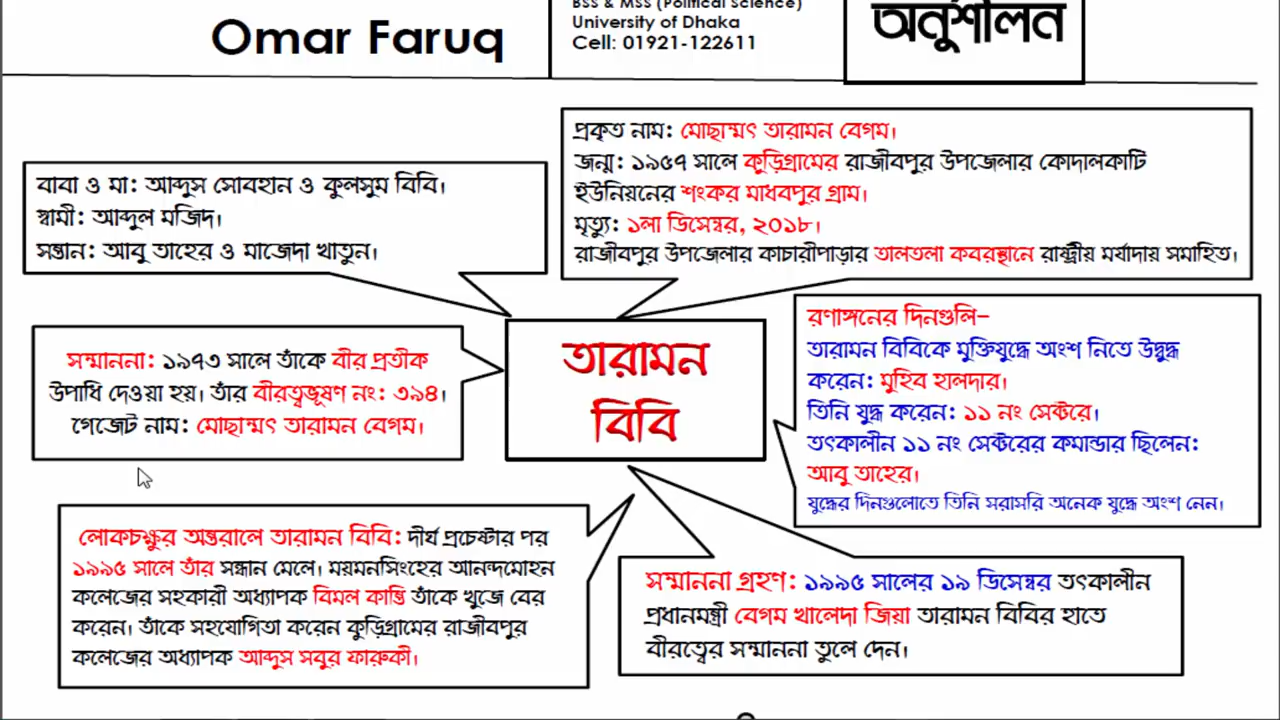 Omar Faruq
BSS & MSS (Political Science)
University of Dhaka
Cell: 01921-122611
অনুশীলন
প্রকৃত নাম: মোছাম্মৎ তারামন বেগম।
জন্ম: ১৯৫৭ সালে কুড়িগ্রামের রাজীবপুর উপজেলার কোদালকাটি
ইউনিয়নের শংকর মাধবপুর গ্রাম।
মৃত্যু: ১লা ডিসেম্বর, ২০১৮।
রাজীবপুর উপজেলার কাচারীপাড়ার তালতলা কবরস্থানে রাষ্ট্রীয় মর্যাদায় সমাহিত।
বাবা ও মা: আব্দুস সোবহান ও কুলসুম বিবি।
স্বামী: আব্দুল মজিদ।
সন্তান: আবু তাহের ও মাজেদা খাতুন।
সম্মাননা: ১৯৭৩ সালে তাঁকে বীর প্রতীক
উপাধি দেওয়া হয়। তাঁর বীরত্বভূষণ নং: ৩৯৪।
গেজেট নাম: মোছাম্মৎ তারামন বেগম।
তারামন
বিবি
রণাঙ্গনের দিনগুলি–
তারামন বিবিকে মুক্তিযুদ্ধে অংশ নিতে উদ্বুদ্ধ
করেন: মুহিব হালদার।
তিনি যুদ্ধ করেন: ১১ নং সেক্টরে।
তৎকালীন ১১ নং সেক্টরের কমান্ডার ছিলেন:
আবু তাহের।
যুদ্ধের দিনগুলোতে তিনি সরাসরি অনেক যুদ্ধে অংশ নেন।
লোকচক্ষুর অন্তরালে তারামন বিবি: দীর্ঘ প্রচেষ্টার পর
১৯৯৫ সালে তাঁর সন্ধান মেলে। ময়মনসিংহের আনন্দমোহন
কলেজের সহকারী অধ্যাপক বিমল কান্তি তাঁকে খুজে বের
করেন। তাঁকে সহযোগিতা করেন কুড়িগ্রামের রাজীবপুর
কলেজের অধ্যাপক আব্দুস সবুর ফারুকী।
সম্মাননা গ্রহণ: ১৯৯৫ সালের ১৯ ডিসেম্বর তৎকালীন
প্রধানমন্ত্রী বেগম খালেদা জিয়া তারামন বিবির হাতে
বীরত্বের সম্মাননা তুলে দেন।